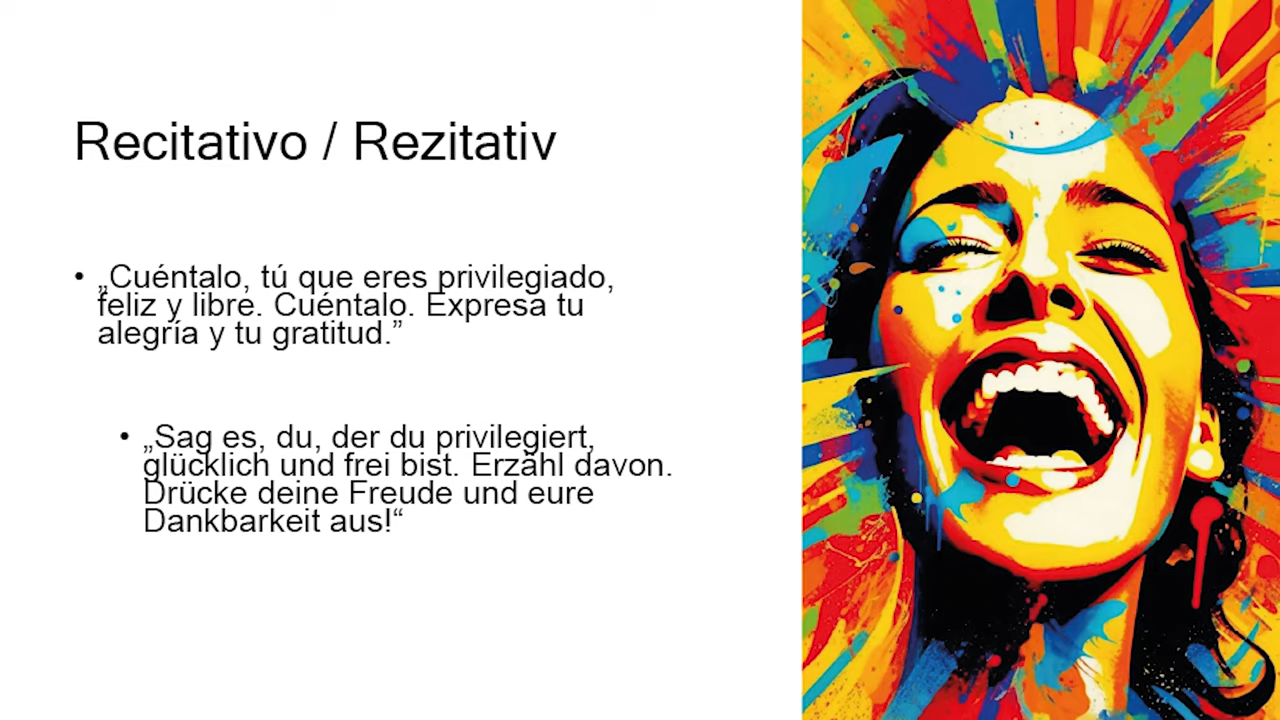 Recitativo / Rezitativ
• „Cuéntalo, tú que eres privilegiado,
feliz y libre. Cuéntalo. Expresa tu
alegría y tu gratitud.”
• „Sag es, du, der du privilegiert,
glücklich und frei bist. Erzähl davon.
Drücke deine Freude und eure
Dankbarkeit aus!“